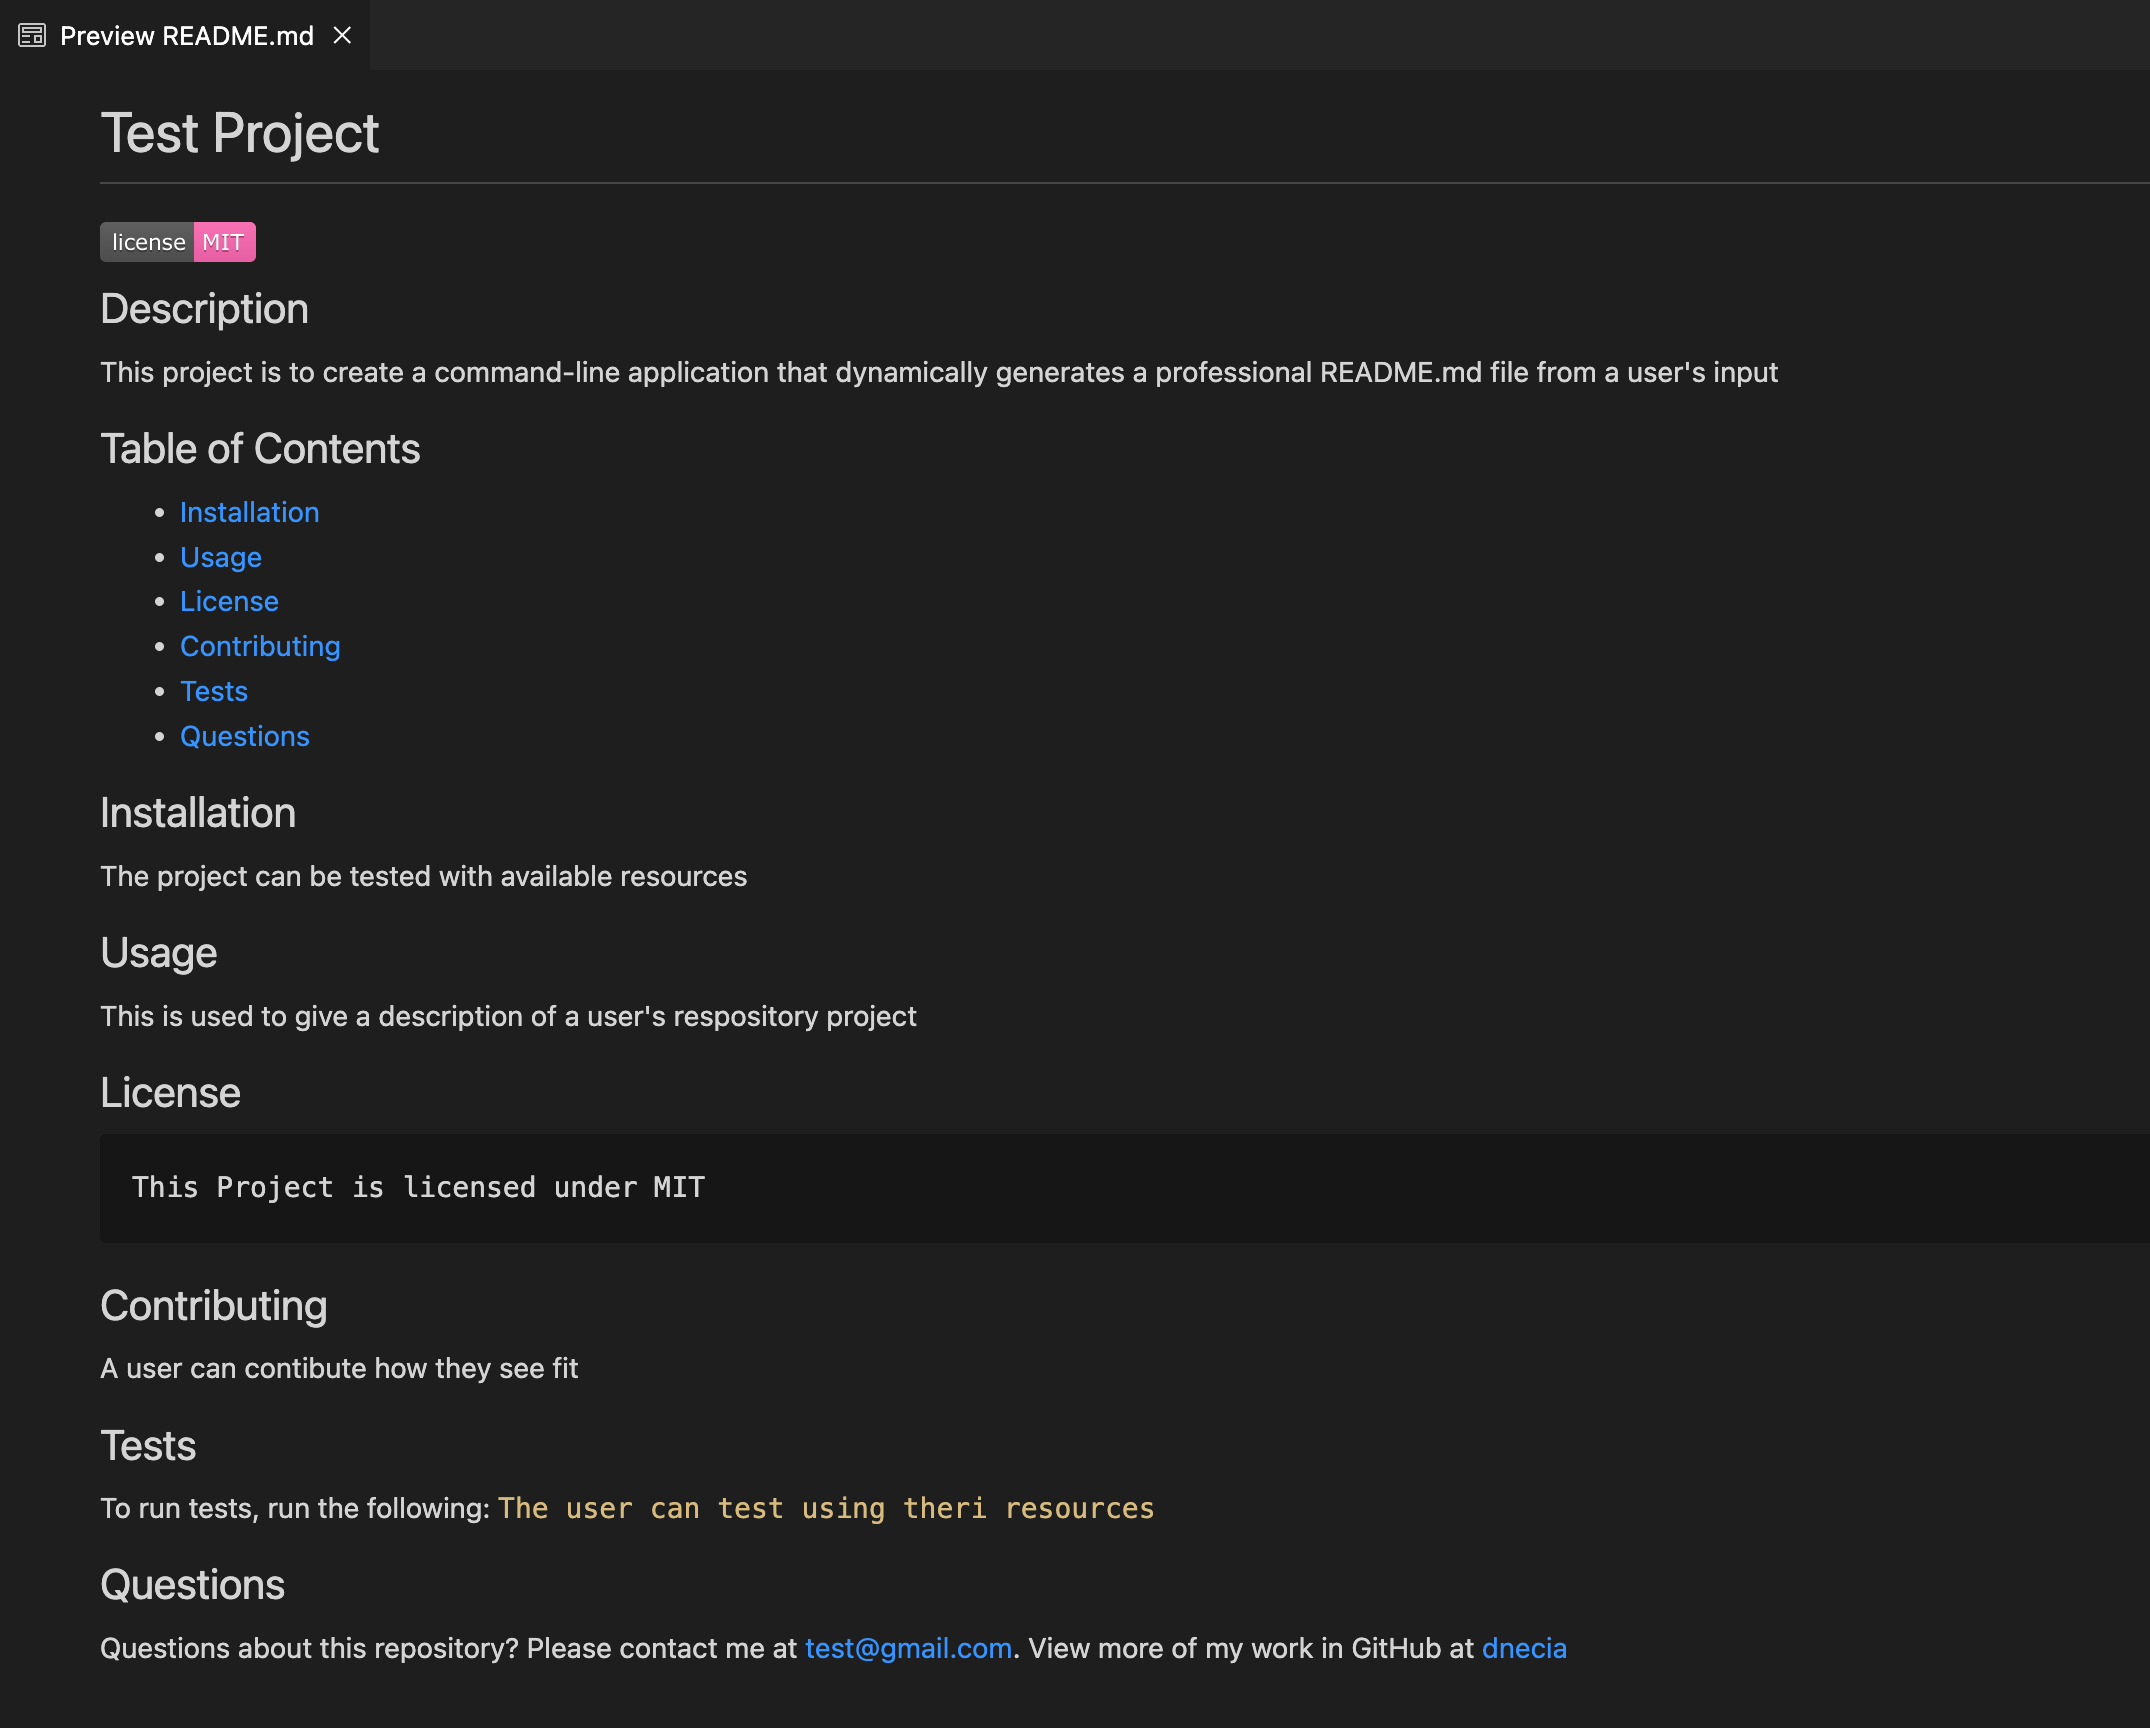 Preview README.md
Test Project
license MIT
Description
This project is to create a command-line application that dynamically generates a professional README.md file from a user's input
Table of Contents
Installation
Usage
License
Contributing
Tests
Questions
Installation
The project can be tested with available resources
Usage
This is used to give a description of a user's respository project
License
This Project is licensed under MIT
Contributing
A user can contibute how they see fit
Tests
To run tests, run the following: The user can test using theri resources
Questions
Questions about this repository? Please contact me at test@gmail.com. View more of my work in GitHub at dnecia